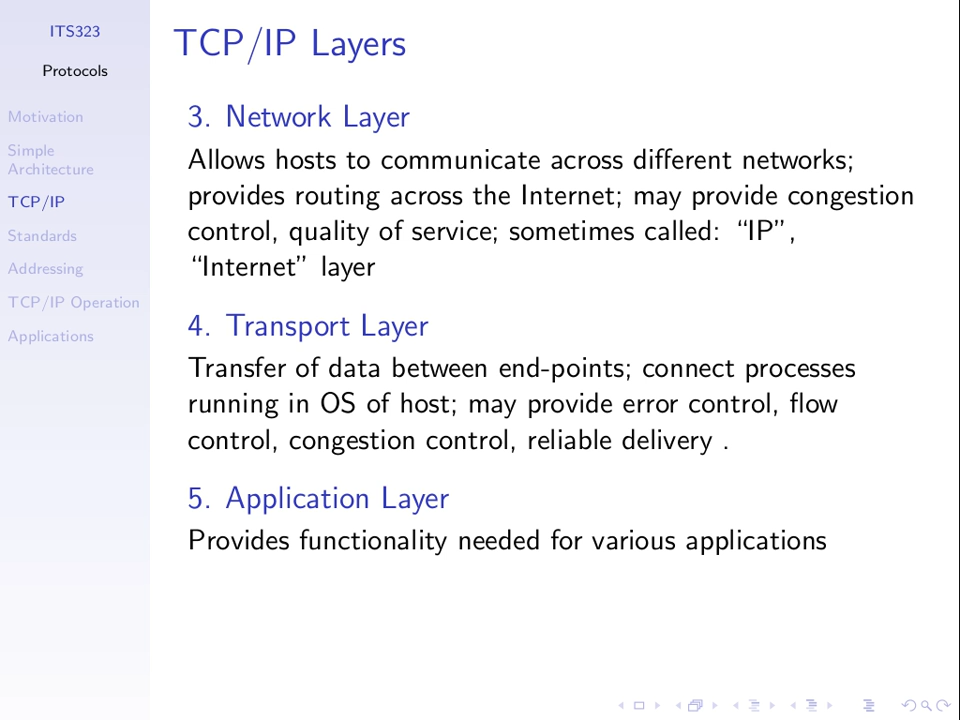 ITS323
Protocols
Motivation
Simple
Architecture
TCP/IP
Standards
Addressing
TCP/IP Operation
Applications
TCP/IP Layers
3. Network Layer
Allows hosts to communicate across different networks;
provides routing across the Internet; may provide congestion
control, quality of service; sometimes called: “IP”,
“Internet” layer
4. Transport Layer
Transfer of data between end-points; connect processes
running in OS of host; may provide error control, flow
control, congestion control, reliable delivery .
5. Application Layer
Provides functionality needed for various applications